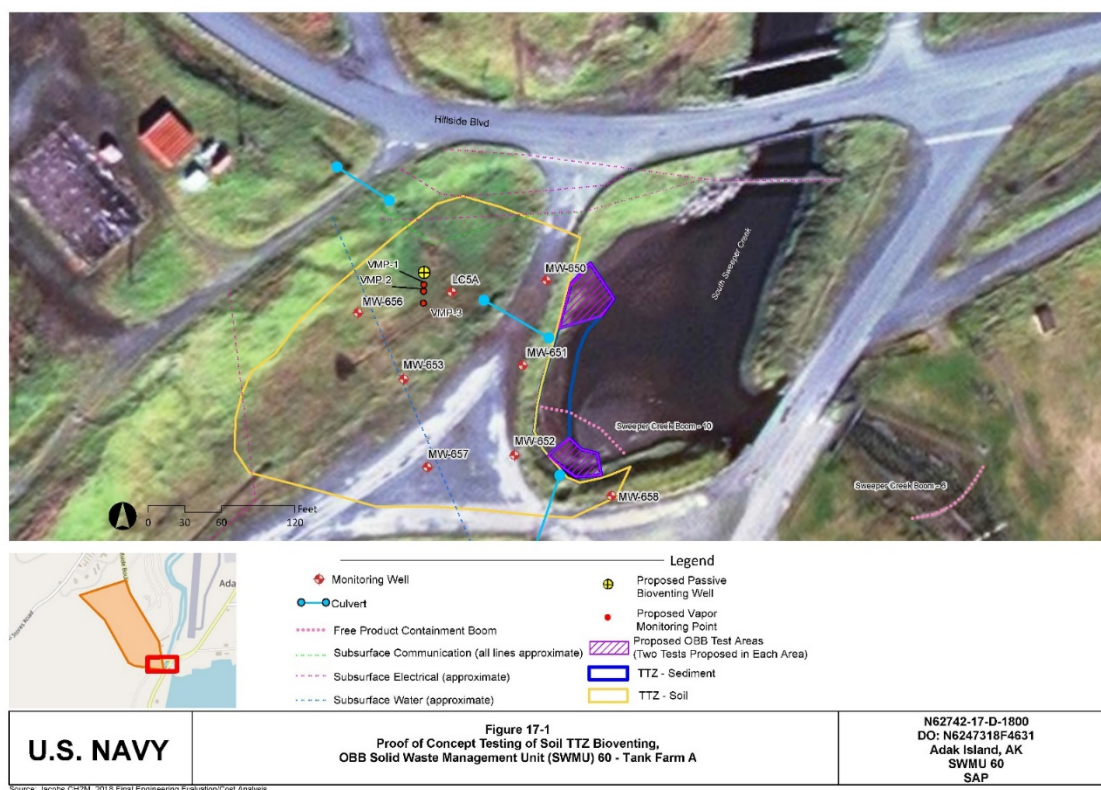 Hillside Blvd
South Sweeper Creek
VMP-1
VMP-2
LC5A
MW-650
VMP-3
MW-656
MW-651
MW-653
Sweeper Creek Boom - 10
MW-652
MW-657
MW-658
Feet
0 30 60 120
Ada
Legend
Monitoring Well
Culvert
Free Product Containment Boom
Subsurface Communication (all lines approximate)
Subsurface Electrical (approximate)
Subsurface Water (approximate)
Proposed Passive
Bioventing Well
Proposed Vapor
Monitoring Point
Proposed OBB Test Areas
(Two Tests Proposed in Each Area)
TTZ - Sediment
TTZ - Soil
U.S. NAVY
Figure 17-1
Proof of Concept Testing of Soil TTZ Bioventing,
OBB Solid Waste Management Unit (SWMU) 60 - Tank Farm A
N62742-17-D-1800
DO: N6247318F4631
Adak Island, AK
SWMU 60
SAP
Source: Jacobs CH2M, 2018 Final Engineering Evaluation/Cost Analysis